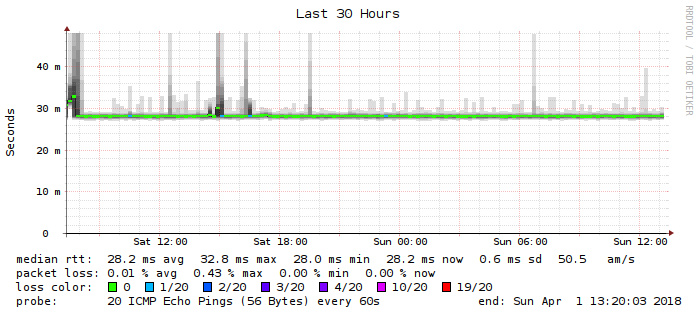 Last 30 Hours
RRDTOOL / TOBI OETIKER
Seconds
40 m
30 m
20 m
10 m
0
Sat 12:00 Sat 18:00 Sun 00:00 Sun 06:00 Sun 12:00
median rtt: 28.2 ms avg 32.8 ms max 28.0 ms min 28.2 ms now 0.6 ms sd 50.5 am/s
packet loss: 0.01 % avg 0.43 % max 0.00 % min 0.00 % now
loss color: 0 1/20 2/20 3/20 4/20 10/20 19/20
probe: 20 ICMP Echo Pings (56 Bytes) every 60s end: Sun Apr 1 13:20:03 2018